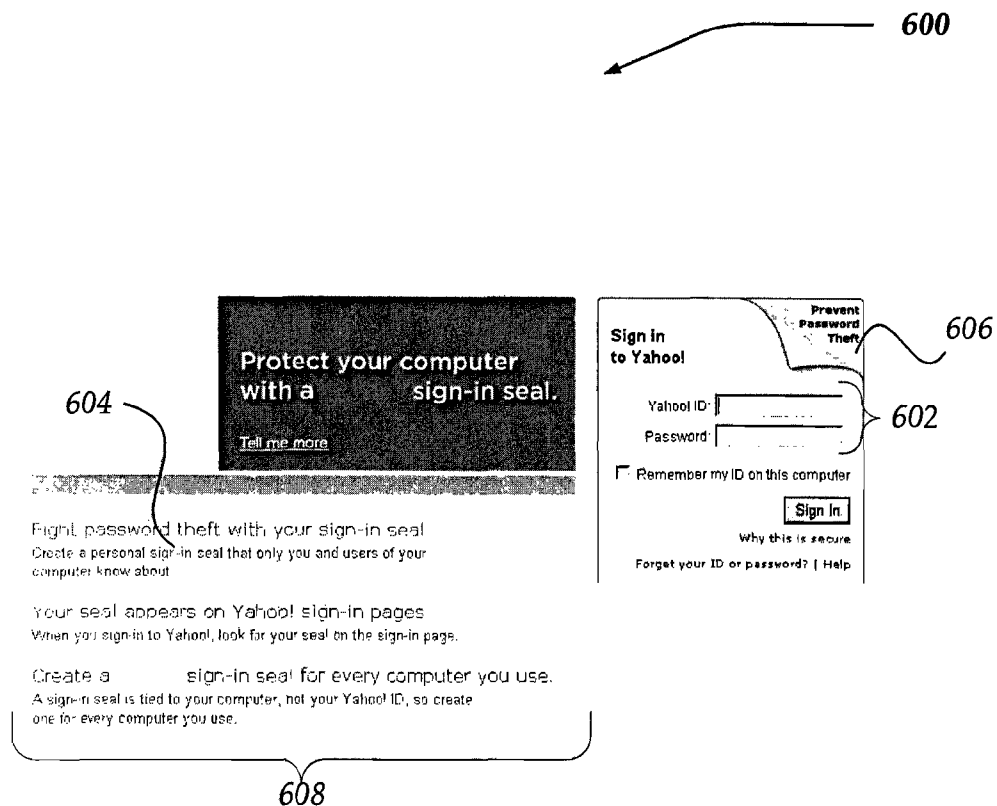 600
Protect your computer
with a sign-in seal.
Tell me more
604
Fight password theft with your sign-in seal
Create a personal sign-in seal that only you and users of your
computer know about
Your seal appears on Yahoo! sign-in pages
When you sign-in to Yahoo!, look for your seal on the sign-in page.
Create a sign-in seal for every computer you use.
A sign-in seal is tied to your computer, not your Yahoo! ID, so create
one for every computer you use.
608
Prevent
Password
Theft
606
Sign in
to Yahoo!
Yahoo! ID:
Password:
602
Remember my ID on this computer
Sign In
Why this is secure
Forget your ID or password? | Help